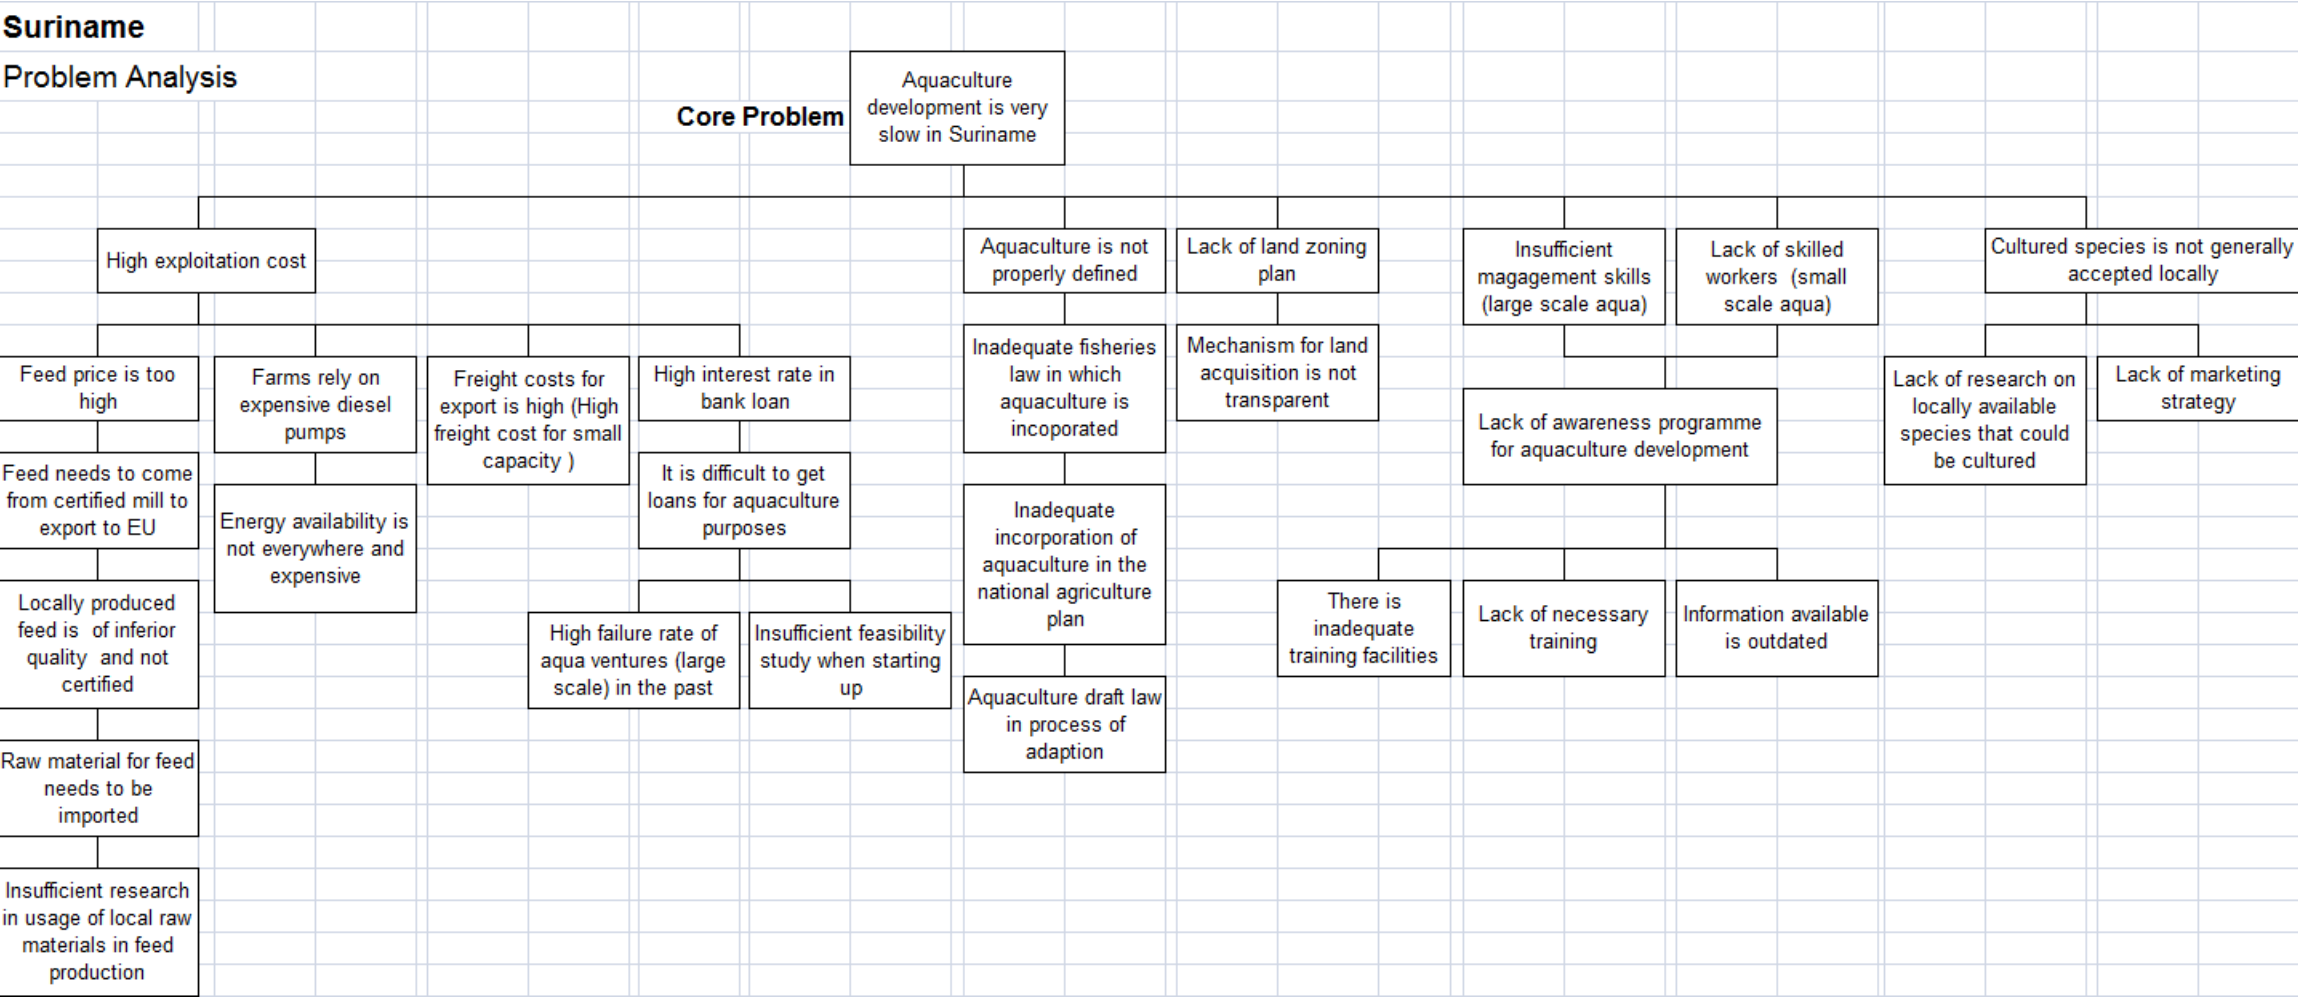 Suriname
Problem Analysis
Core Problem
Aquaculture
development is very
slow in Suriname
High exploitation cost
Aquaculture is not
properly defined
Lack of land zoning
plan
Insufficient
magagement skills
(large scale aqua)
Lack of skilled
workers (small
scale aqua)
Cultured species is not generally
accepted locally
Feed price is too
high
Farms rely on
expensive diesel
pumps
Freight costs for
export is high (High
freight cost for small
capacity )
High interest rate in
bank loan
Inadequate fisheries
law in which
aquaculture is
incoporated
Mechanism for land
acquisition is not
transparent
Lack of awareness programme
for aquaculture development
Lack of research on
locally available
species that could
be cultured
Lack of marketing
strategy
Feed needs to come
from certified mill to
export to EU
Energy availability is
not everywhere and
expensive
It is difficult to get
loans for aquaculture
purposes
Inadequate
incorporation of
aquaculture in the
national agriculture
plan
Locally produced
feed is of inferior
quality and not
certified
High failure rate of
aqua ventures (large
scale) in the past
Insufficient feasibility
study when starting
up
There is
inadequate
training facilities
Lack of necessary
training
Information available
is outdated
Aquaculture draft law
in process of
adaption
Raw material for feed
needs to be
imported
Insufficient research
in usage of local raw
materials in feed
production